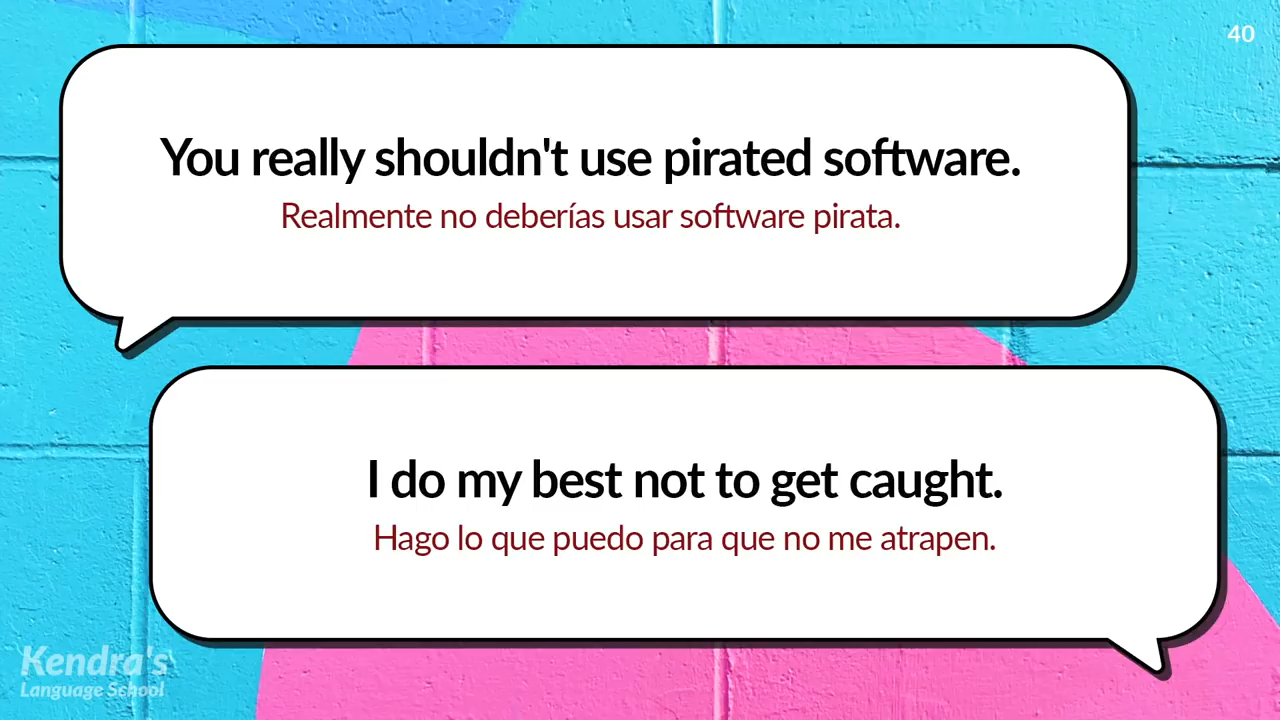 40
You really shouldn't use pirated software.
Realmente no deberías usar software pirata.
I do my best not to get caught.
Hago lo que puedo para que no me atrapen.
Kendra's
Language School